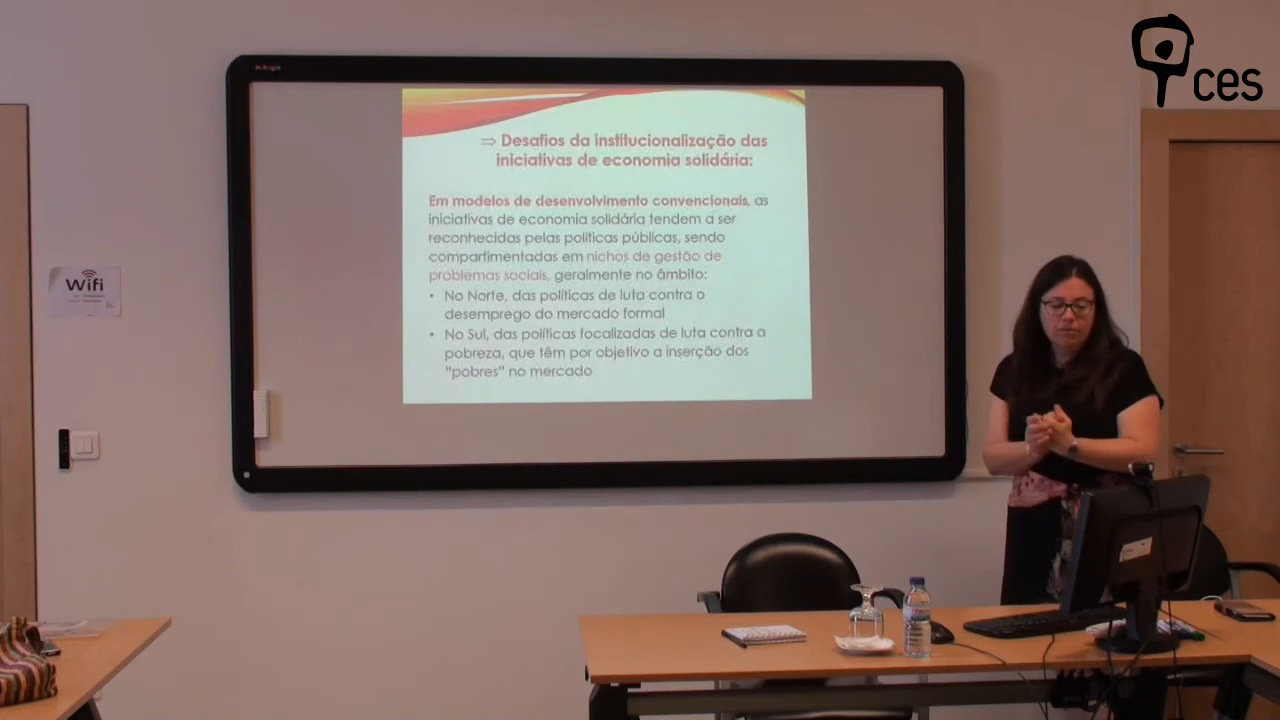 ces
⇒ Desafios da institucionalização das
iniciativas de economia solidária:
Em modelos de desenvolvimento convencionais, as
iniciativas de economia solidária tendem a ser
reconhecidas pelas políticas públicas, sendo
compartimentadas em nichos de gestão de
problemas sociais, geralmente no âmbito:
• No Norte, das políticas de luta contra o
desemprego do mercado formal
• No Sul, das políticas focalizadas de luta contra a
pobreza, que têm por objetivo a inserção dos
"pobres" no mercado
Wifi